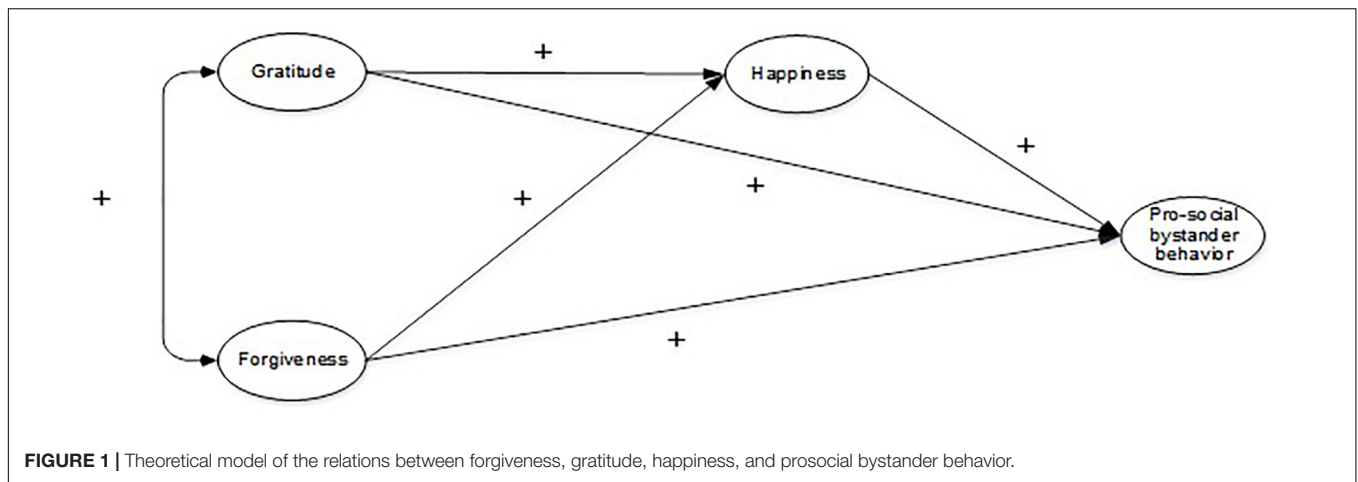 +
Gratitude
Happiness
+
+
+
+
Pro-social
bystander
behavior
Forgiveness
+
FIGURE 1 | Theoretical model of the relations between forgiveness, gratitude, happiness, and prosocial bystander behavior.